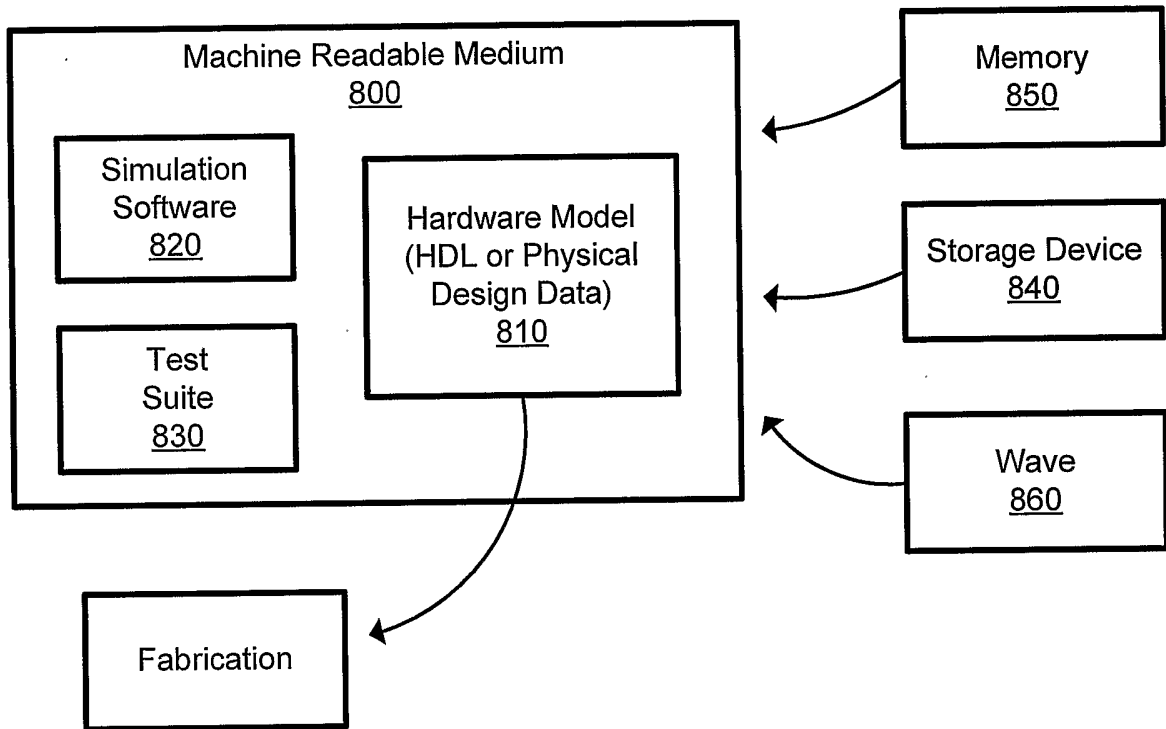 Machine Readable Medium
800
Simulation
Software
820
Test
Suite
830
Hardware Model
(HDL or Physical
Design Data)
810
Memory
850
Storage Device
840
Wave
860
Fabrication